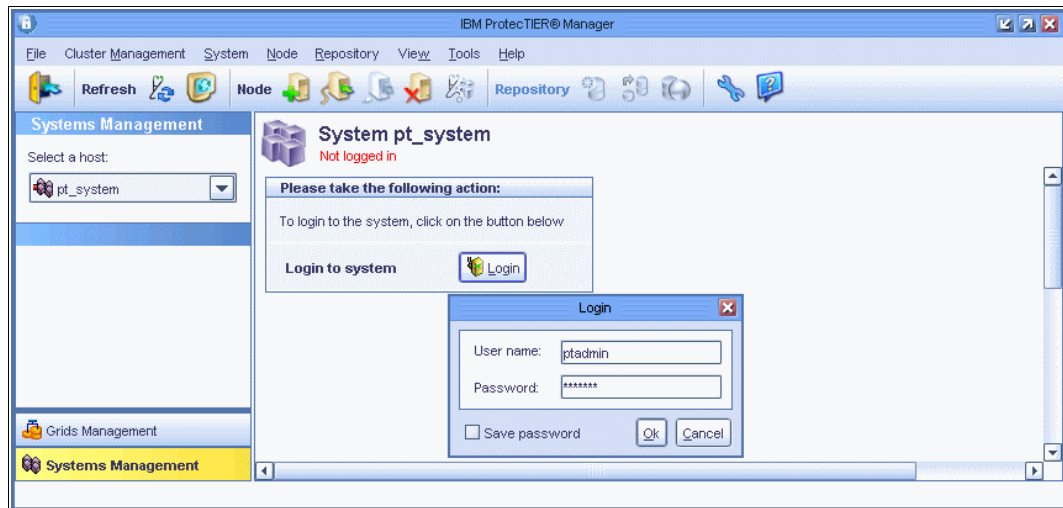 IBM ProtecTIER® Manager
File Cluster Management System Node Repository View Tools Help
Refresh Node Repository
Systems Management
Select a host:
pt_system
System pt_system
Not logged in
Please take the following action:
To login to the system, click on the button below
Login to system Login
Login
User name: ptadmin
Password: *******
Save password Ok Cancel
Grids Management
Systems Management